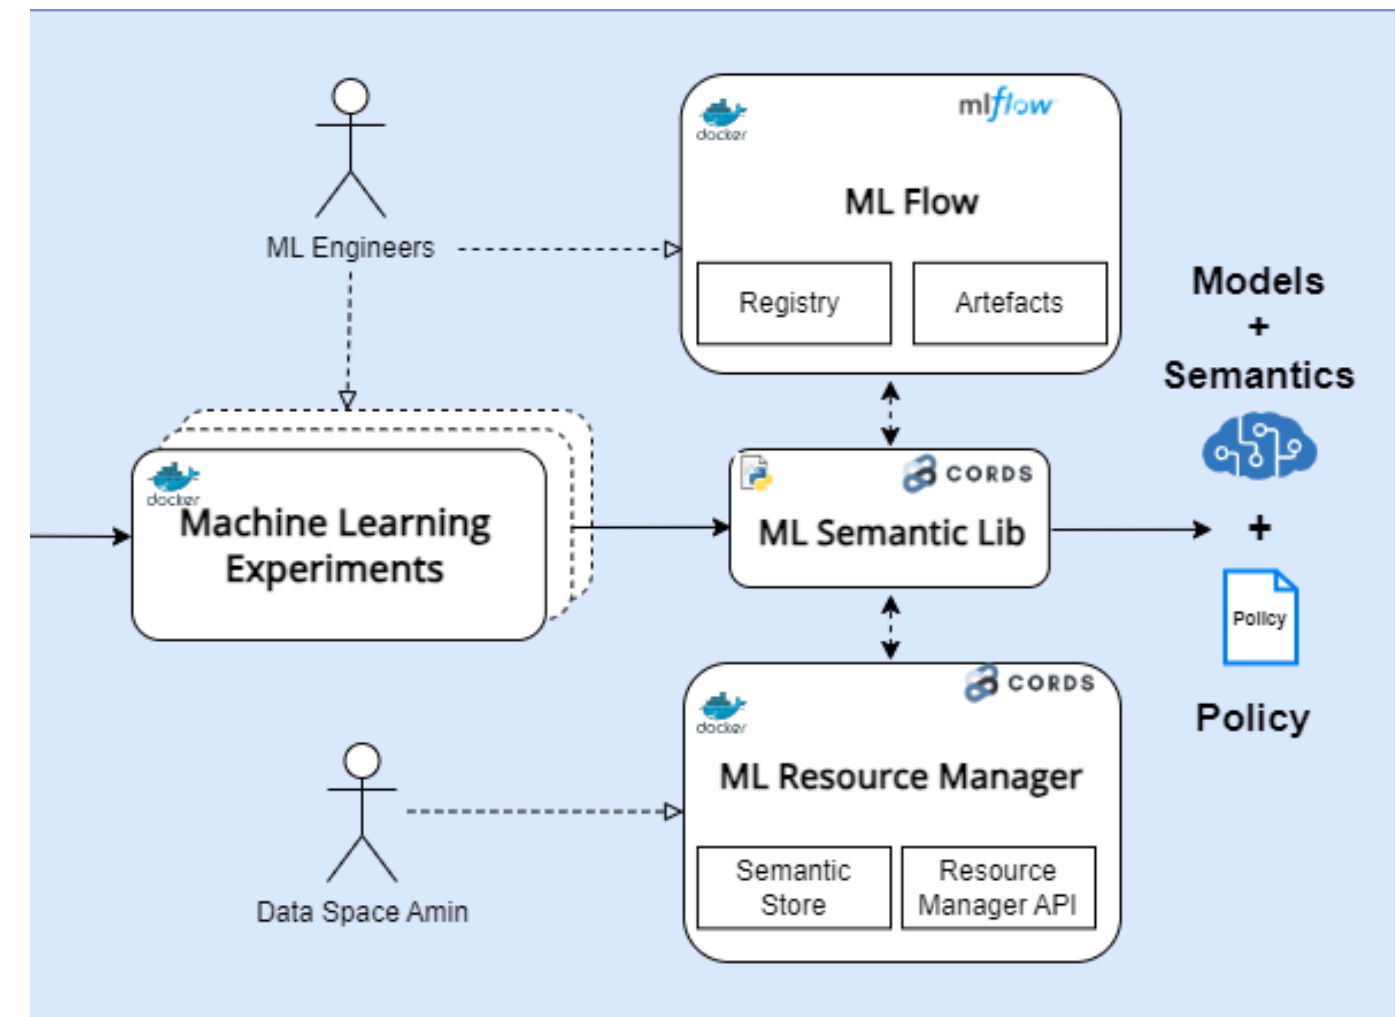 docker
mlflow
ML Flow
ML Engineers
Registry
Artefacts
Models
+
Semantics
docker
Machine Learning
Experiments
CORDS
ML Semantic Lib
+
Policy
Policy
docker
CORDS
ML Resource Manager
Semantic
Store
Resource
Manager API
Data Space Amin